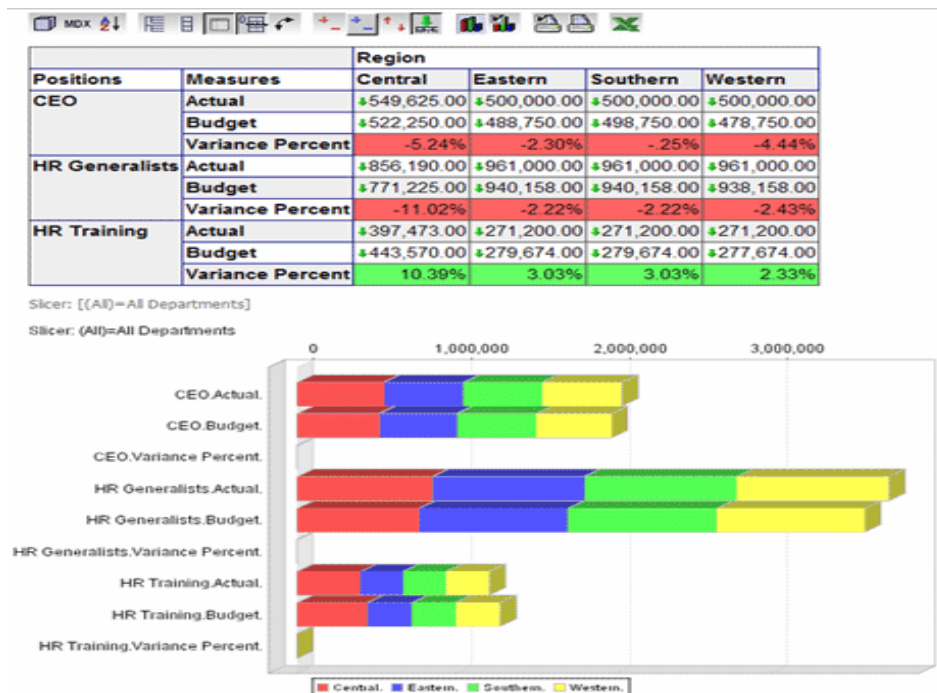 MDX
Region
Positions Measures Central Eastern Southern Western
CEO Actual 549,625.00 500,000.00 500,000.00 500,000.00
Budget 522,250.00 488,750.00 498,750.00 478,750.00
Variance Percent -5.24% -2.30% -.25% -4.44%
HR Generalists Actual 856,190.00 961,000.00 961,000.00 961,000.00
Budget 771,225.00 940,158.00 940,158.00 938,158.00
Variance Percent -11.02% -2.22% -2.22% -2.43%
HR Training Actual 397,473.00 271,200.00 271,200.00 271,200.00
Budget 443,570.00 279,674.00 279,674.00 277,674.00
Variance Percent 10.39% 3.03% 3.03% 2.33%
Slicer: [(All)=All Departments]
Slicer: (All)=All Departments
0 1,000,000 2,000,000 3,000,000
CEO.Actual.
CEO.Budget.
CEO.Variance Percent.
HR Generalists.Actual.
HR Generalists.Budget.
HR Generalists.Variance Percent.
HR Training.Actual.
HR Training.Budget.
HR Training.Variance Percent.
Central. Eastern. Southern. Western.